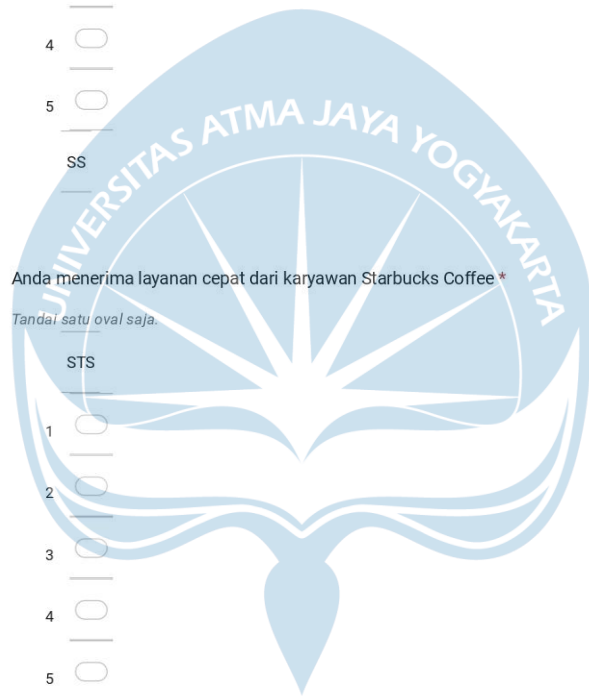 4
5
SS
UNIVERSITAS ATMA JAYA YOGYAKARTA
Anda menerima layanan cepat dari karyawan Starbucks Coffee *
Tandai satu oval saja.
STS
1
2
3
4
5